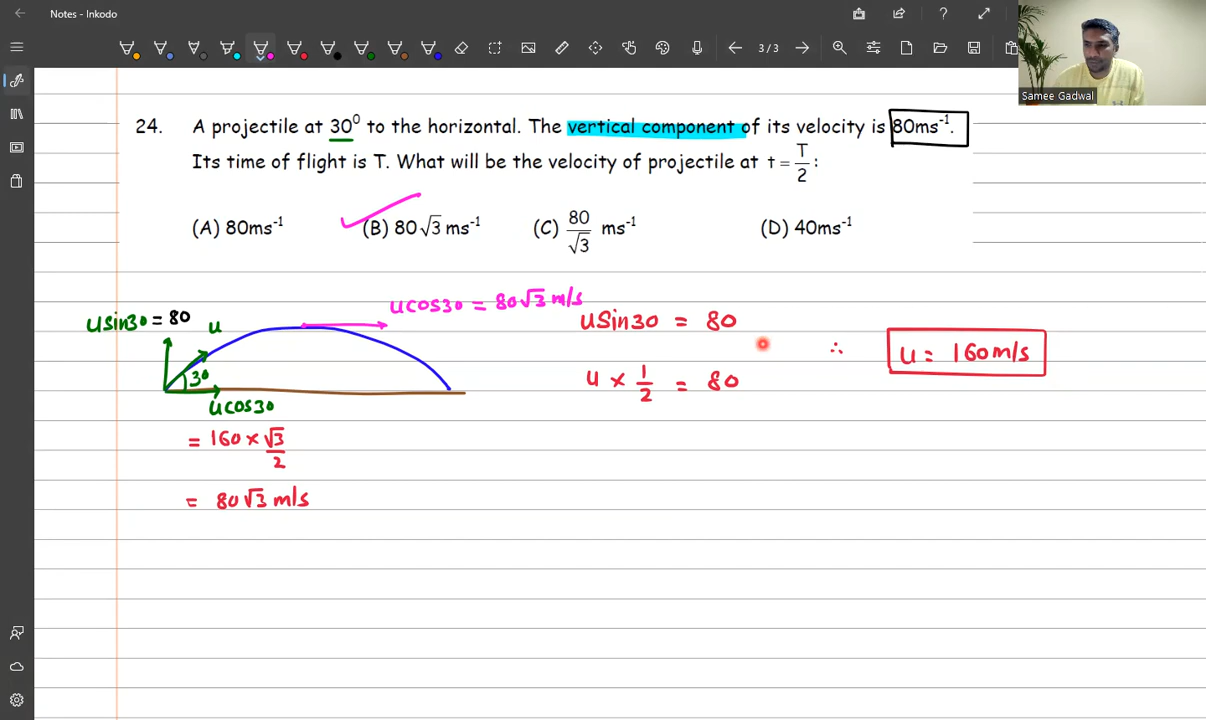 Notes - Inkodo
3 / 3
Samee Gadwal
24. A projectile at 30⁰ to the horizontal. The vertical component of its velocity is 80ms⁻¹.
Its time of flight is T. What will be the velocity of projectile at t = T/2 :
(A) 80ms⁻¹ (B) 80√3 ms⁻¹ (C) 80/√3 ms⁻¹ (D) 40ms⁻¹
ucos30 = 80√3 m/s
usin30 = 80
u
30
ucos30
= 160 × √3/2
= 80√3 m/s
usin30 = 80
u × 1/2 = 80
∴ u = 160m/s